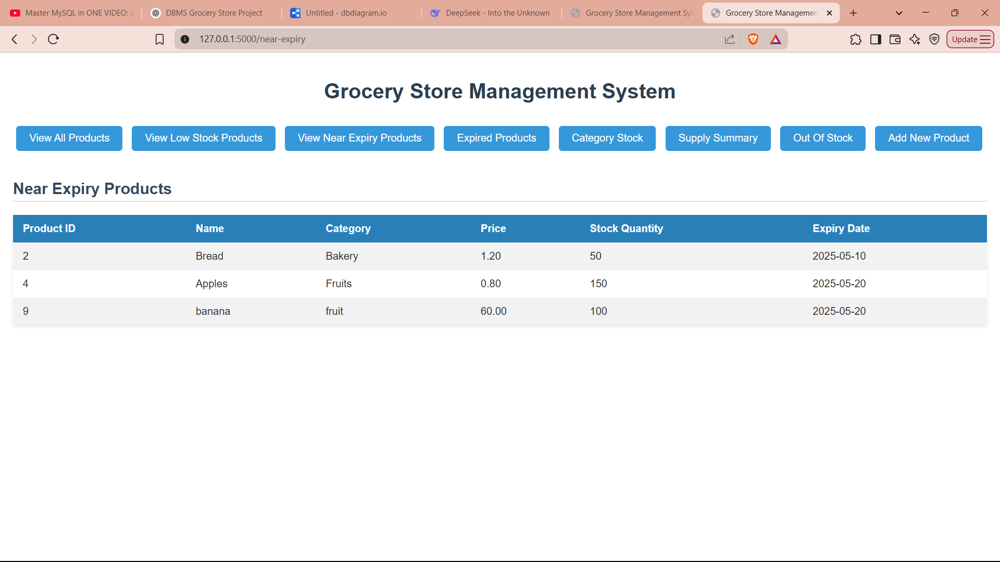 Master MySQL in ONE VIDEO: B
DBMS Grocery Store Project
Untitled - dbdiagram.io
DeepSeek - Into the Unknown
Grocery Store Management Sys
Grocery Store Managemen
127.0.0.1:5000/near-expiry
Update
Grocery Store Management System
View All Products
View Low Stock Products
View Near Expiry Products
Expired Products
Category Stock
Supply Summary
Out Of Stock
Add New Product
Near Expiry Products
Product ID Name Category Price Stock Quantity Expiry Date
2 Bread Bakery 1.20 50 2025-05-10
4 Apples Fruits 0.80 150 2025-05-20
9 banana fruit 60.00 100 2025-05-20